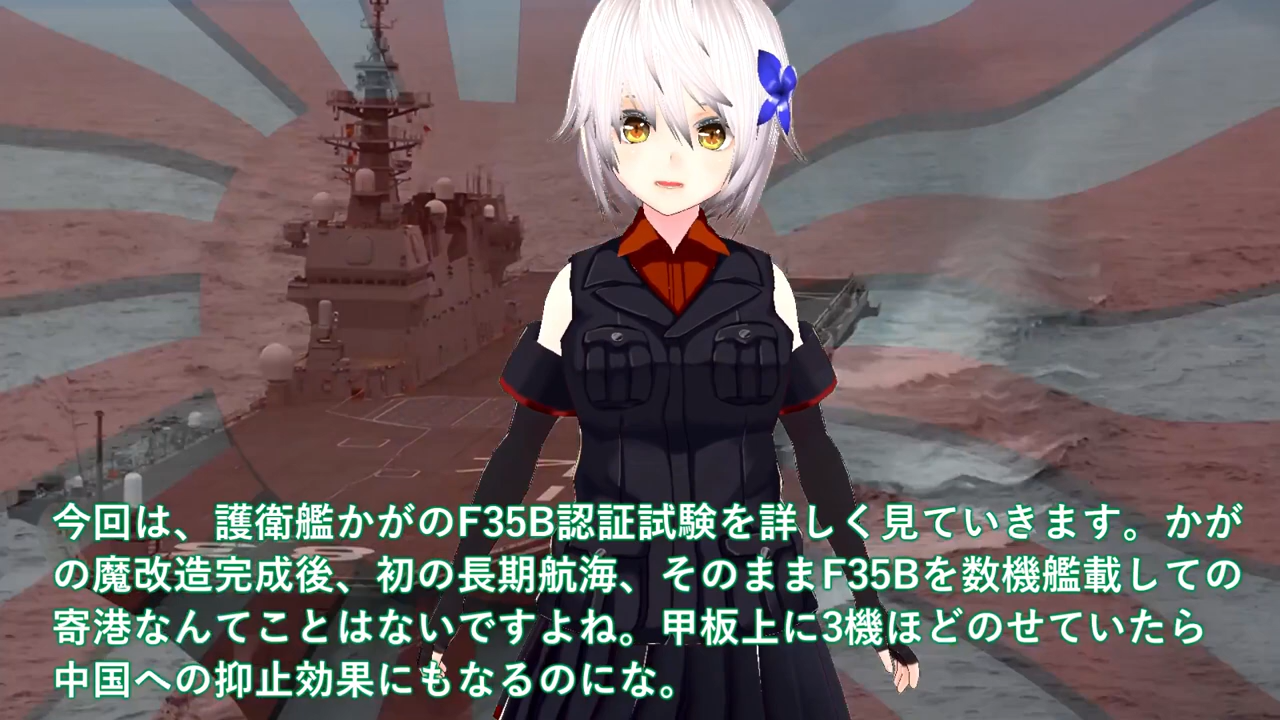 今回は、護衛艦かがのF35B認証試験を詳しく見ていきます。かが
の魔改造完成後、初の長期航海、そのままF35Bを数機艦載しての
寄港なんてことはないですよね。甲板上に3機ほどのせていたら
中国への抑止効果にもなるのにな。